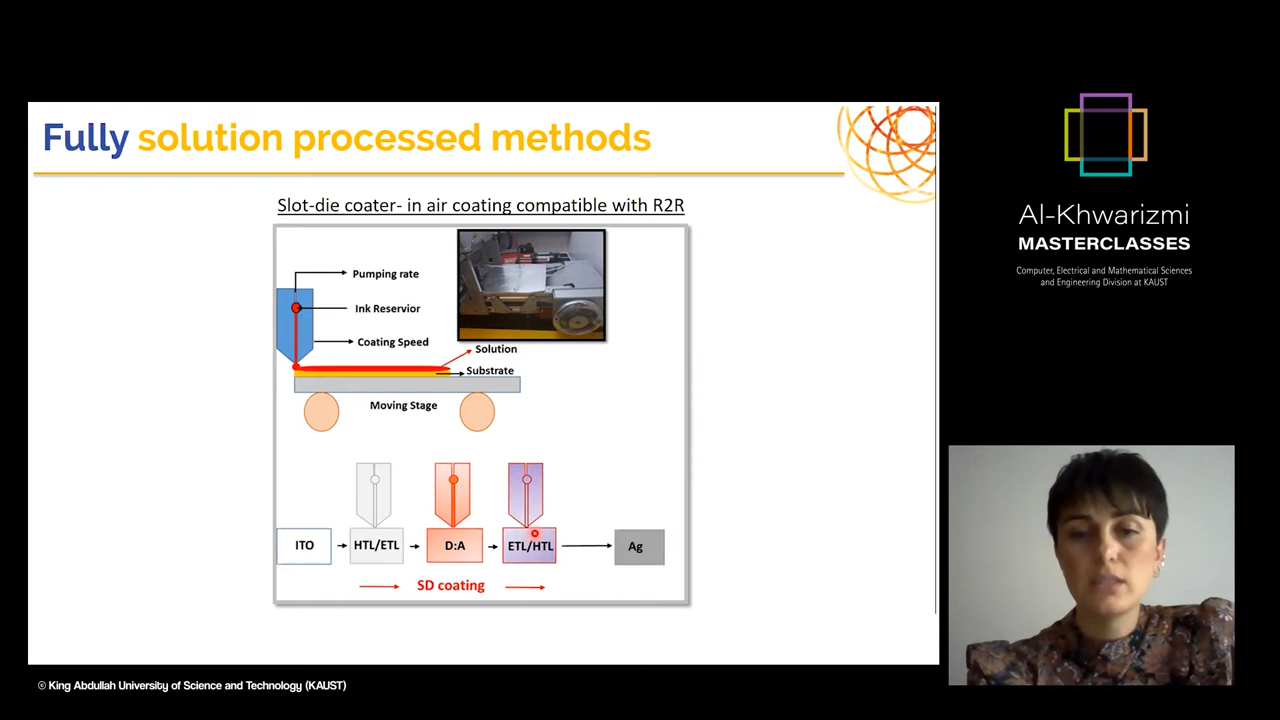 Fully solution processed methods
Slot-die coater- in air coating compatible with R2R
Pumping rate
Ink Reservior
Coating Speed
Solution
Substrate
Moving Stage
ITO
HTL/ETL
D:A
ETL/HTL
Ag
SD coating
Al-Khwarizmi
MASTERCLASSES
Computer, Electrical and Mathematical Sciences
and Engineering Division at KAUST
© King Abdullah University of Science and Technology (KAUST)